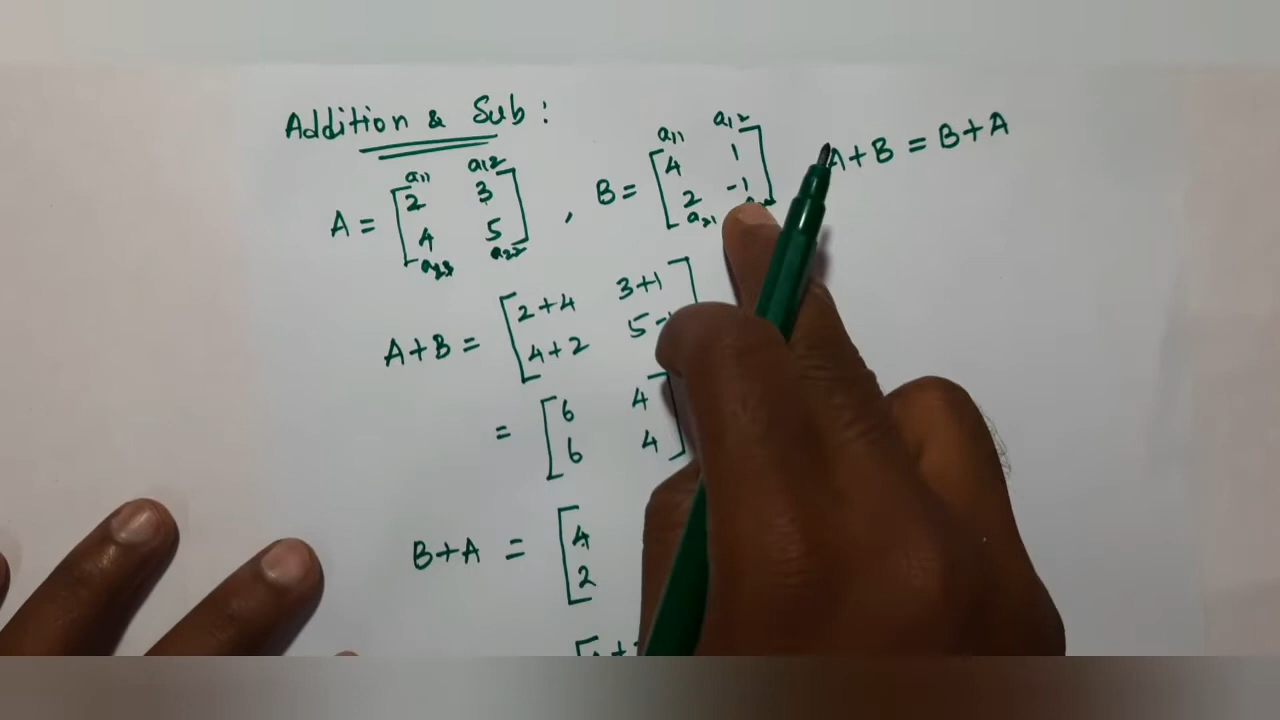 Addition & Sub :
a11 a12 a11 a12
A = [2 3 , B = [4 1 A+B = B+A
4 5] 2 -1]
a22 a21
A+B = [2+4 3+1]
4+2 5-
= [6 4
6 4]
B+A = [4
2